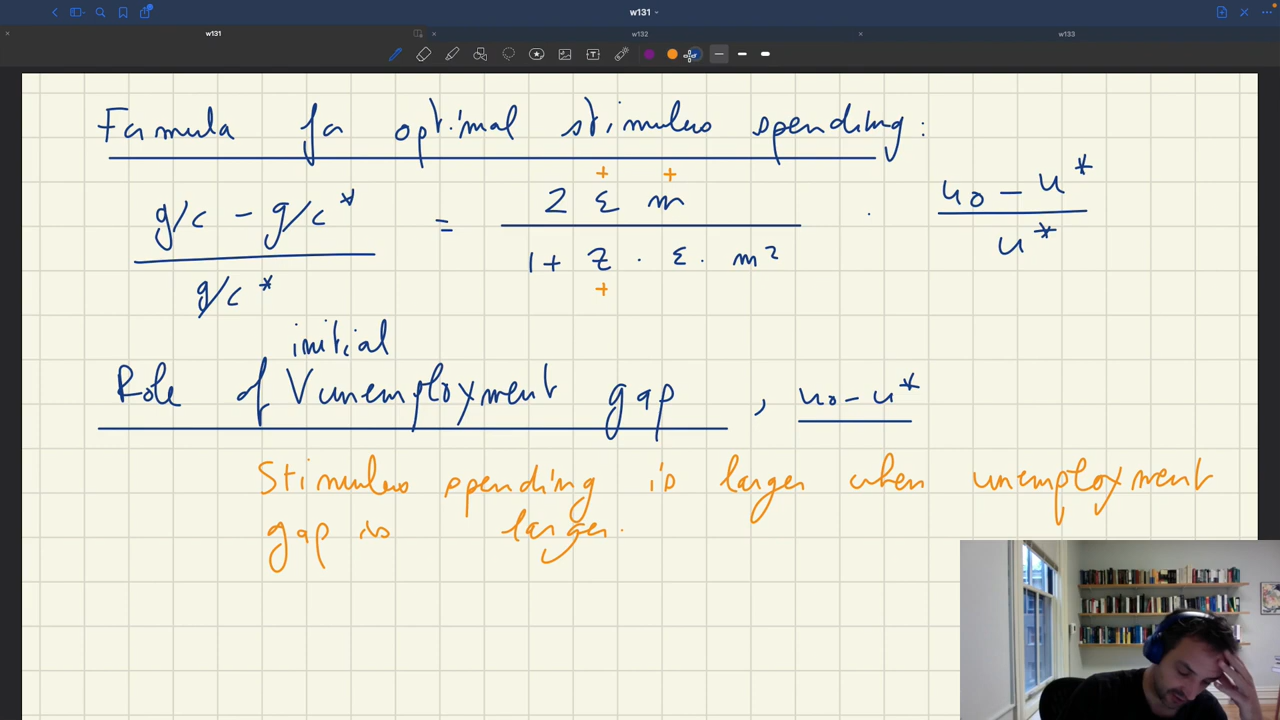 w131
w131
w132
w133
Formula for optimal stimulus spending:
g/c - g/c* / g/c* = 2 ε m / 1 + z · ε · m² · u₀ - u* / u*
+ +
+
initial
Role of V unemployment gap , u₀ - u*
Stimulus spending is larger when unemployment
gap is larger.